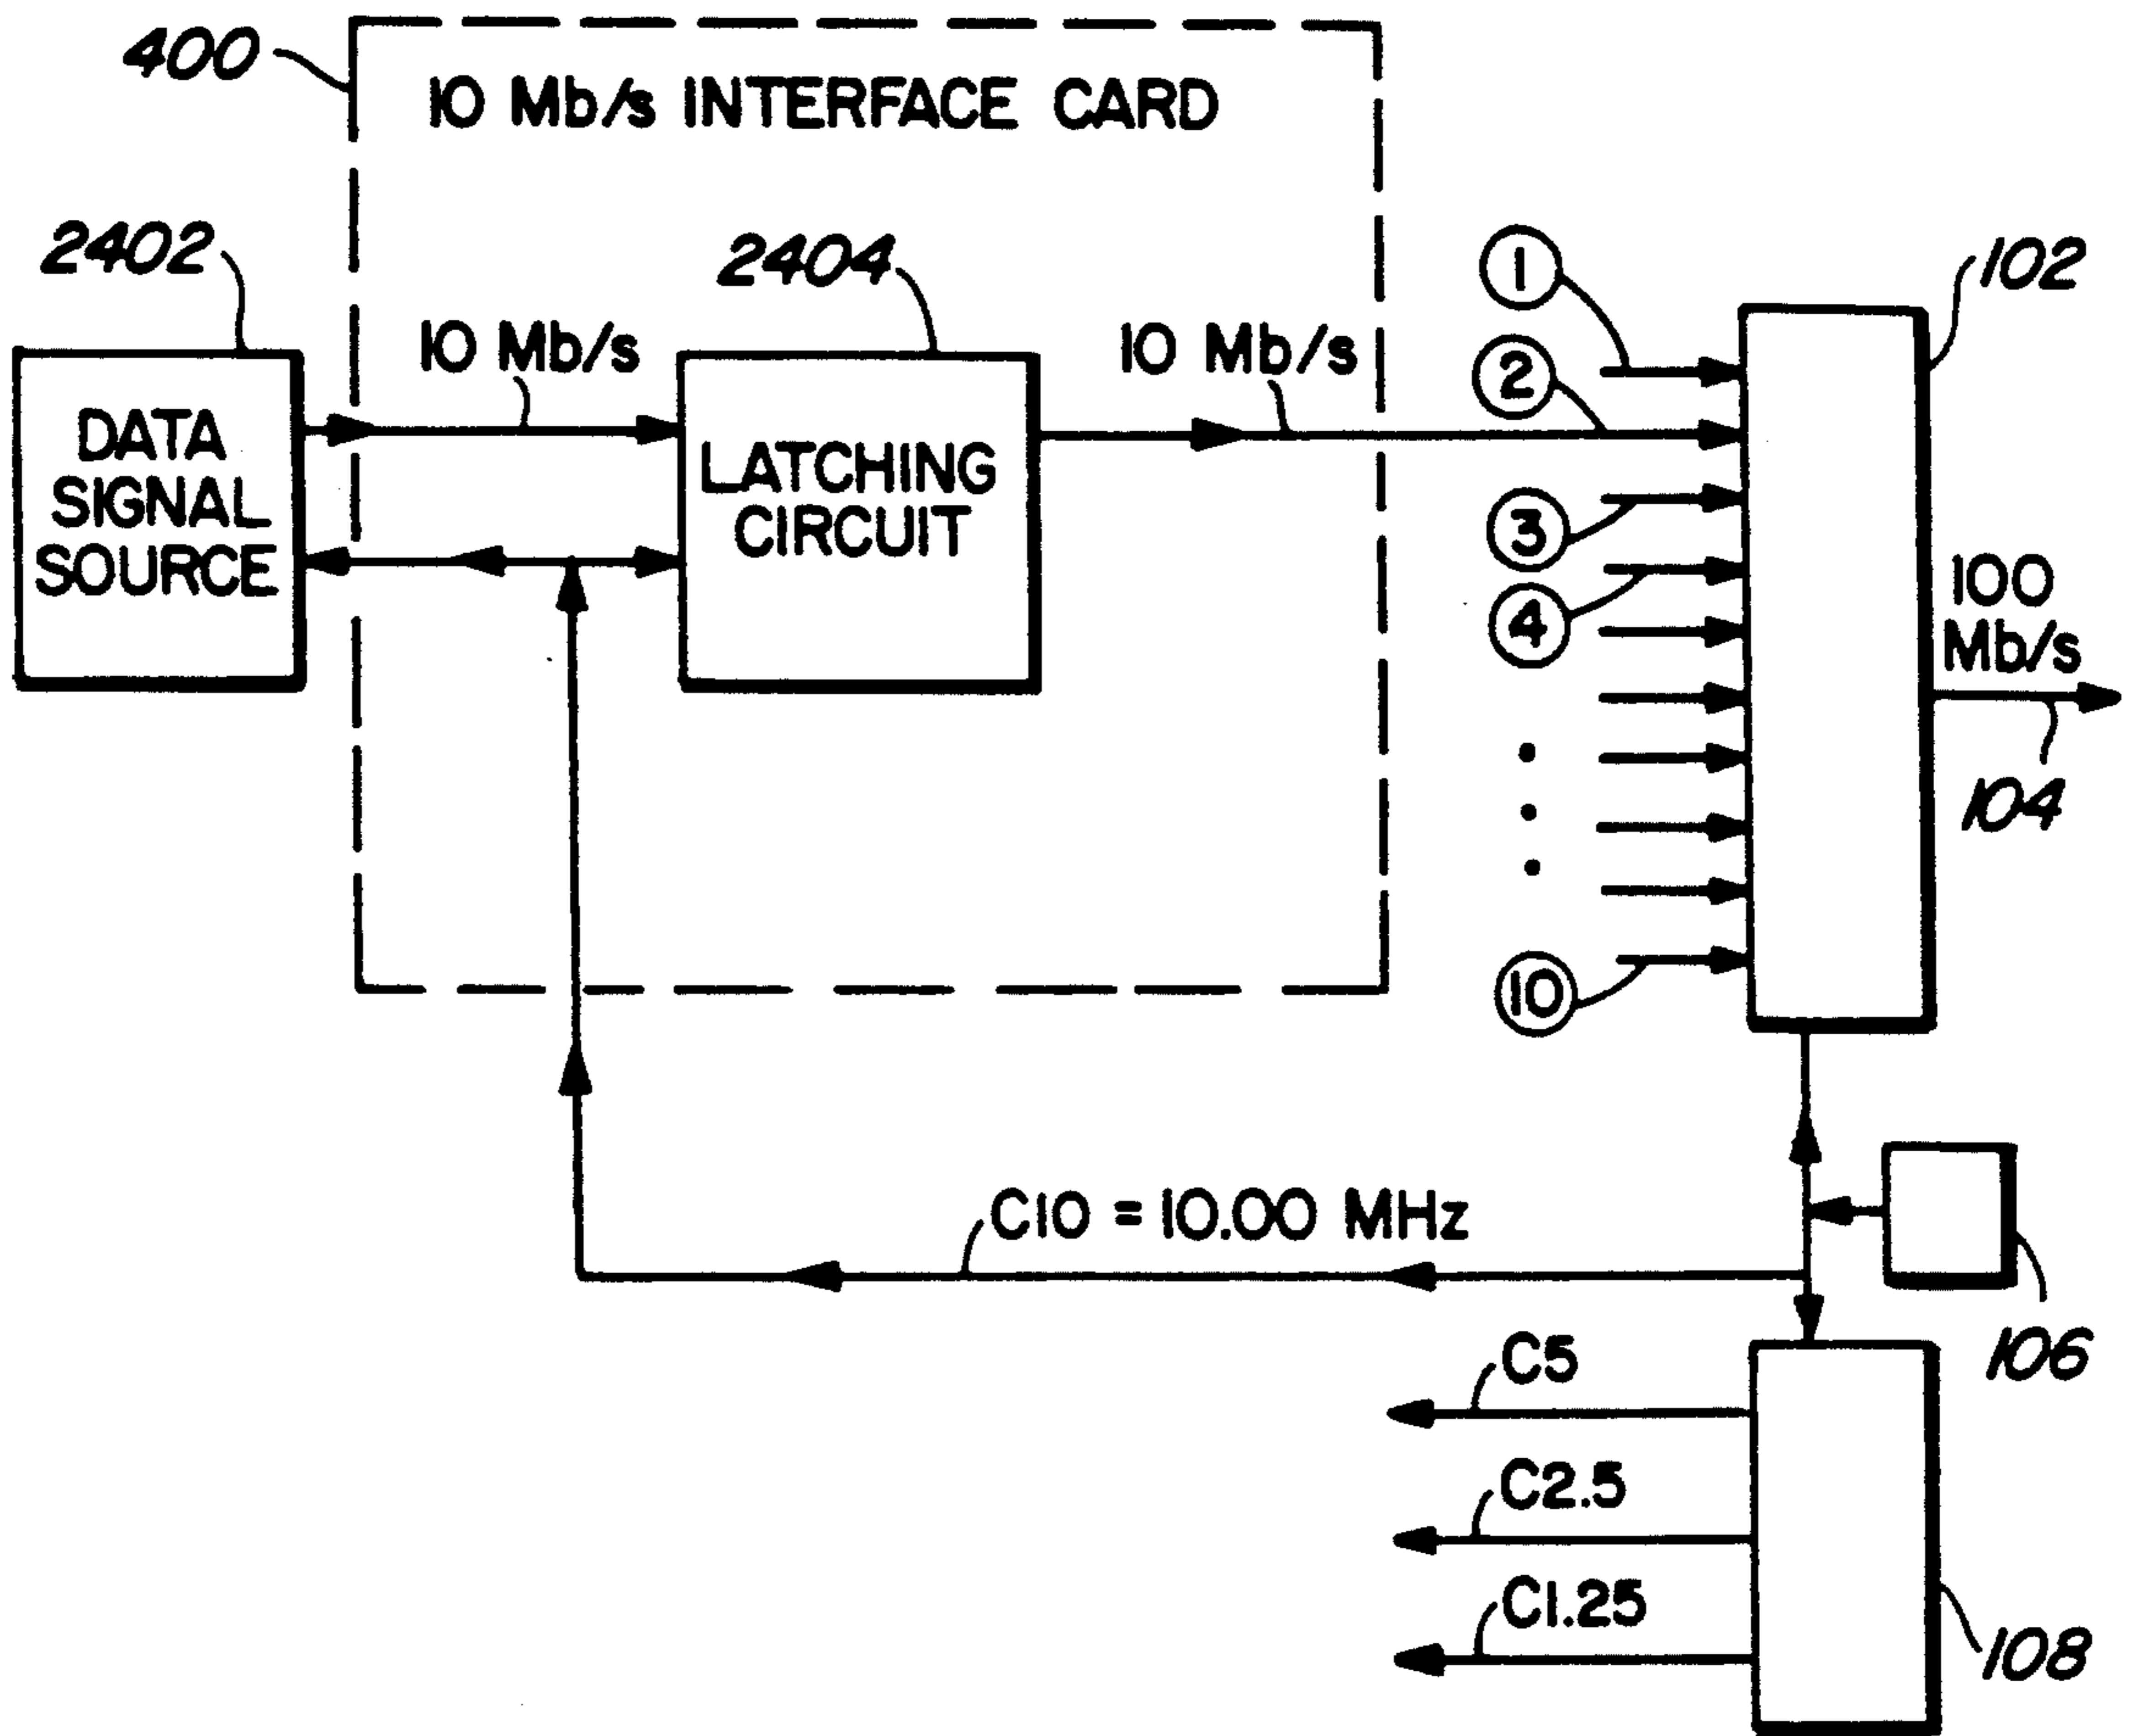 400
10 Mb/s INTERFACE CARD
2402
2404
102
10 Mb/s
10 Mb/s
DATA
SIGNAL
SOURCE
LATCHING
CIRCUIT
1
2
3
4
10
100
Mb/s
104
C10 = 10.00 MHz
106
C5
C2.5
C1.25
108